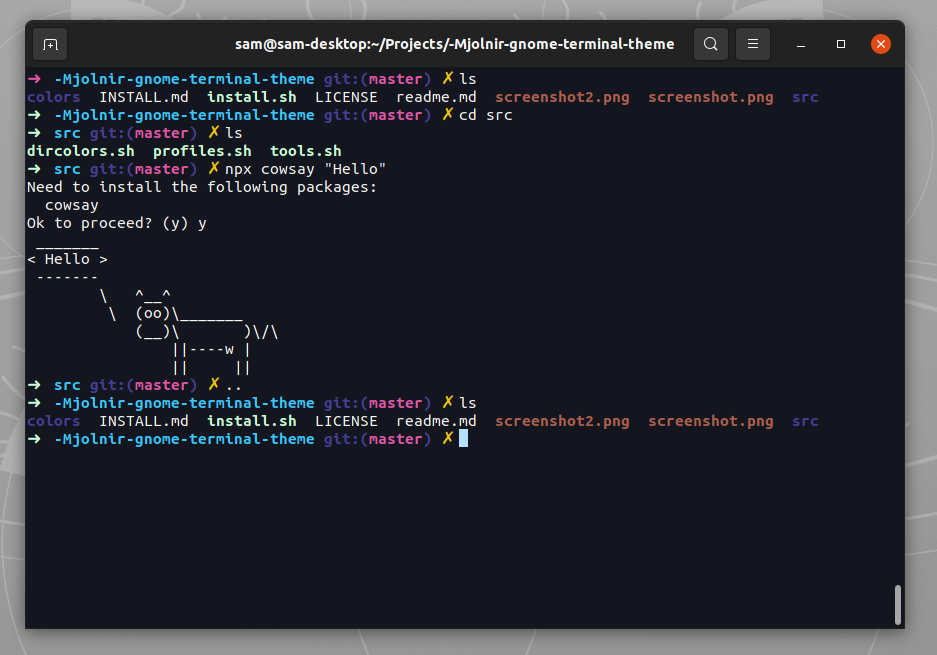 sam@sam-desktop:~/Projects/-Mjolnir-gnome-terminal-theme
➜  -Mjolnir-gnome-terminal-theme git:(master) ✗ ls
colors  INSTALL.md  install.sh  LICENSE  readme.md  screenshot2.png  screenshot.png  src
➜  -Mjolnir-gnome-terminal-theme git:(master) ✗ cd src
➜  src git:(master) ✗ ls
dircolors.sh  profiles.sh  tools.sh
➜  src git:(master) ✗ npx cowsay "Hello"
Need to install the following packages:
  cowsay
Ok to proceed? (y) y
 _______
< Hello >
 -------
        \   ^__^
         \  (oo)\_______
            (__)\       )\/\
                ||----w |
                ||     ||
➜  src git:(master) ✗ ..
➜  -Mjolnir-gnome-terminal-theme git:(master) ✗ ls
colors  INSTALL.md  install.sh  LICENSE  readme.md  screenshot2.png  screenshot.png  src
➜  -Mjolnir-gnome-terminal-theme git:(master) ✗